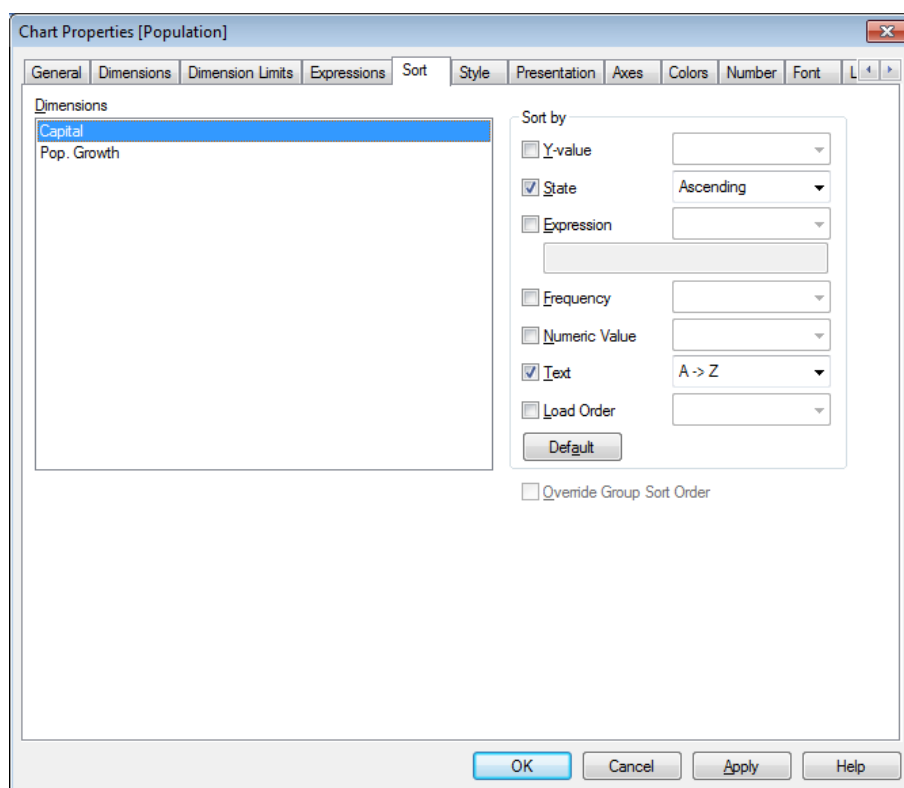 Chart Properties [Population]
General Dimensions Dimension Limits Expressions Sort Style Presentation Axes Colors Number Font L
Dimensions
Capital
Pop. Growth
Sort by
Y-value
State Ascending
Expression
Frequency
Numeric Value
Text A -> Z
Load Order
Default
Override Group Sort Order
OK Cancel Apply Help